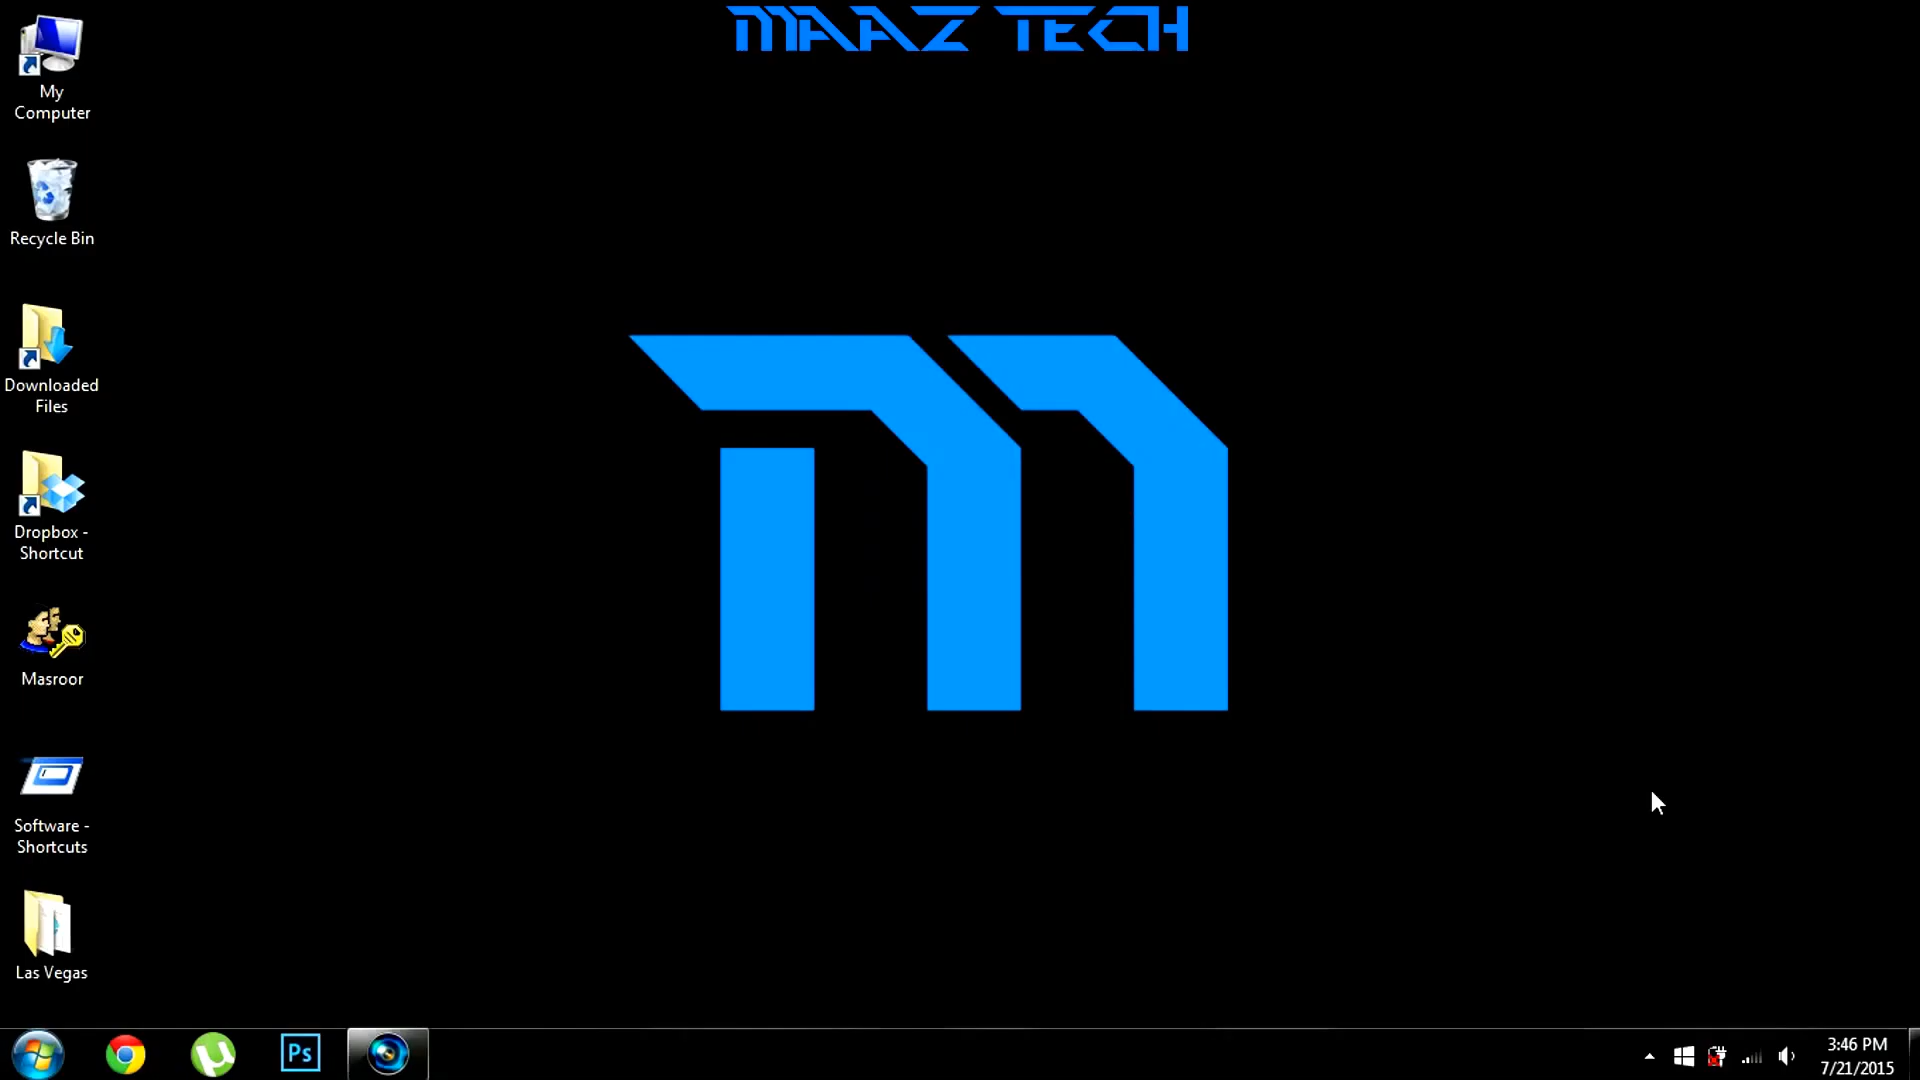 MAAZ TECH
My
Computer
Recycle Bin
Downloaded
Files
Dropbox -
Shortcut
Masroor
Software -
Shortcuts
Las Vegas
Ps
3:46 PM
7/21/2015